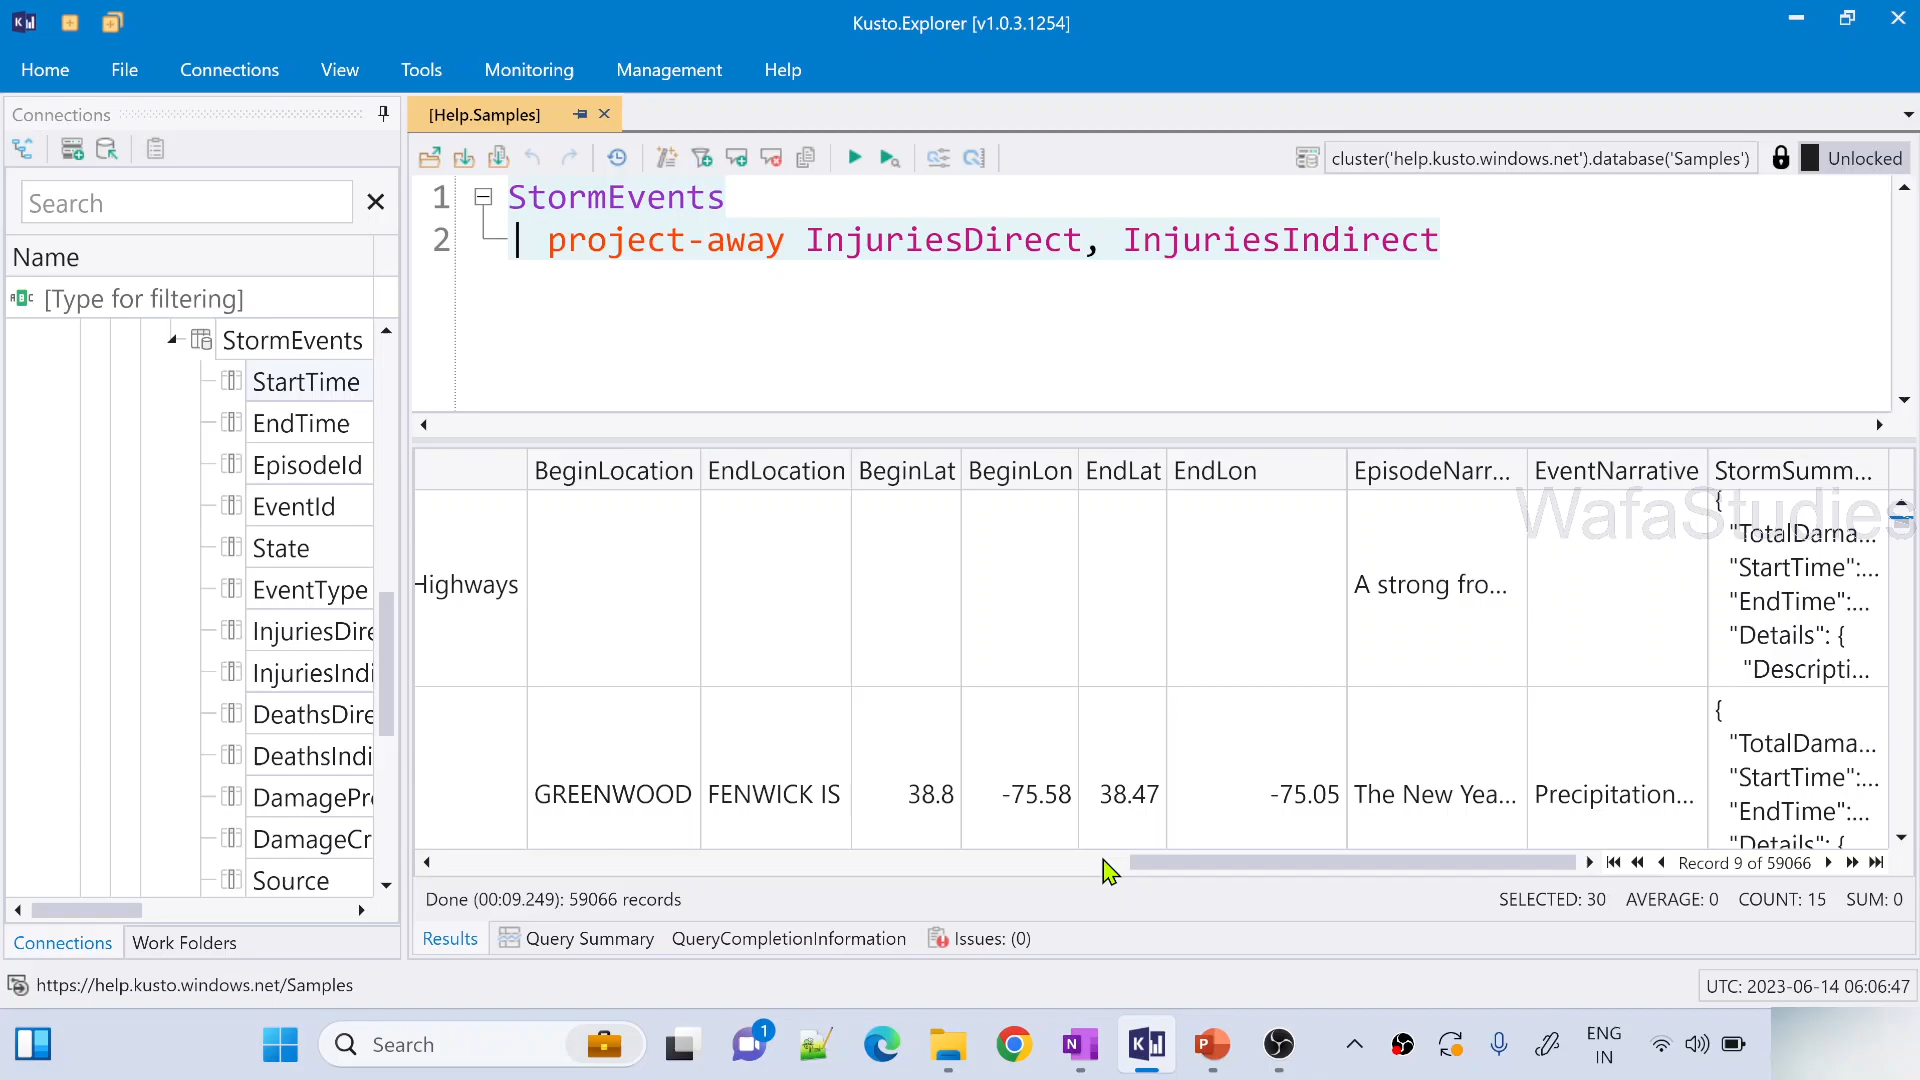 Kusto.Explorer [v1.0.3.1254]
Home File Connections View Tools Monitoring Management Help
Connections
[Help.Samples]
cluster('help.kusto.windows.net').database('Samples')
Unlocked
Search
Name
[Type for filtering]
StormEvents
StartTime
EndTime
EpisodeId
EventId
State
EventType
InjuriesDire
InjuriesIndi
DeathsDire
DeathsIndi
DamagePr
DamageCr
Source
Connections Work Folders
1 StormEvents
2 | project-away InjuriesDirect, InjuriesIndirect
BeginLocation EndLocation BeginLat BeginLon EndLat EndLon EpisodeNarr... EventNarrative StormSumm...
WafaStudies
{
"TotalDama...
"StartTime":...
Highways A strong fro...
"EndTime":...
"Details": {
"Descripti...
{
"TotalDama...
"StartTime":...
GREENWOOD FENWICK IS 38.8 -75.58 38.47 -75.05 The New Yea... Precipitation...
"EndTime":...
"Details": {
Record 9 of 59066
Done (00:09.249): 59066 records
SELECTED: 30 AVERAGE: 0 COUNT: 15 SUM: 0
Results Query Summary QueryCompletionInformation Issues: (0)
https://help.kusto.windows.net/Samples
UTC: 2023-06-14 06:06:47
Search
1
ENG
IN